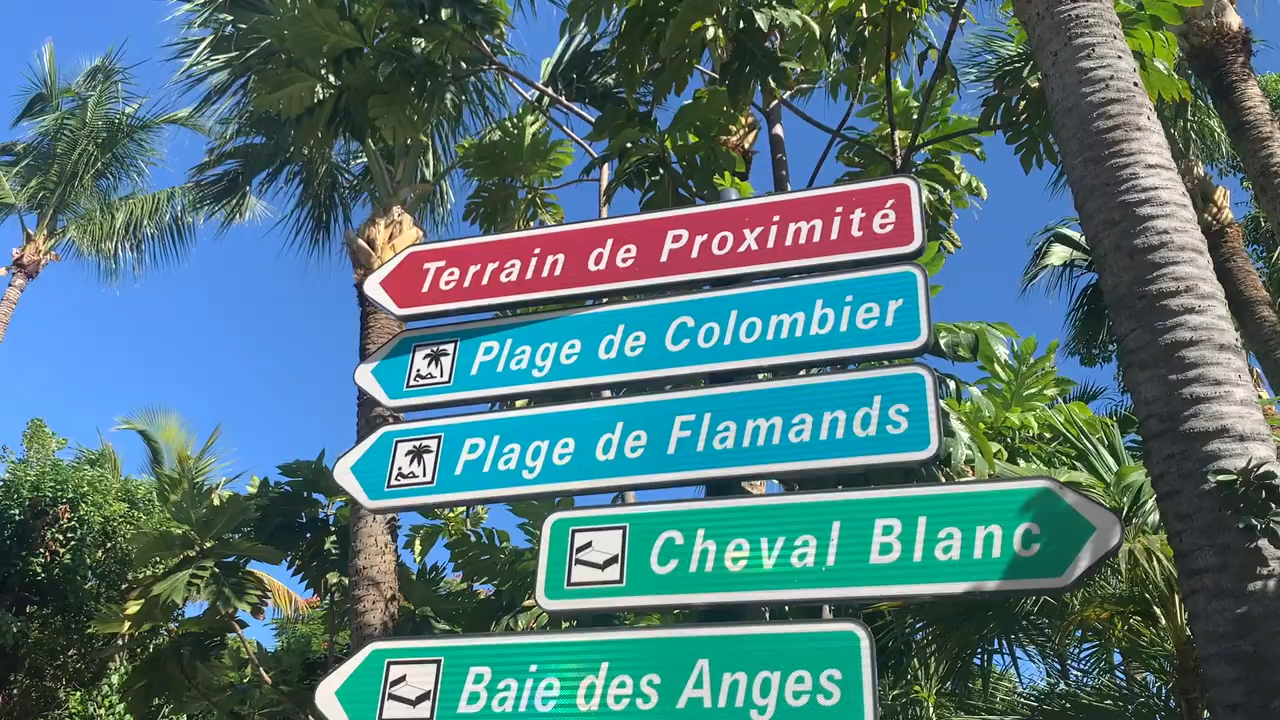 Terrain de Proximité
Plage de Colombier
Plage de Flamands
Cheval Blanc
Baie des Anges